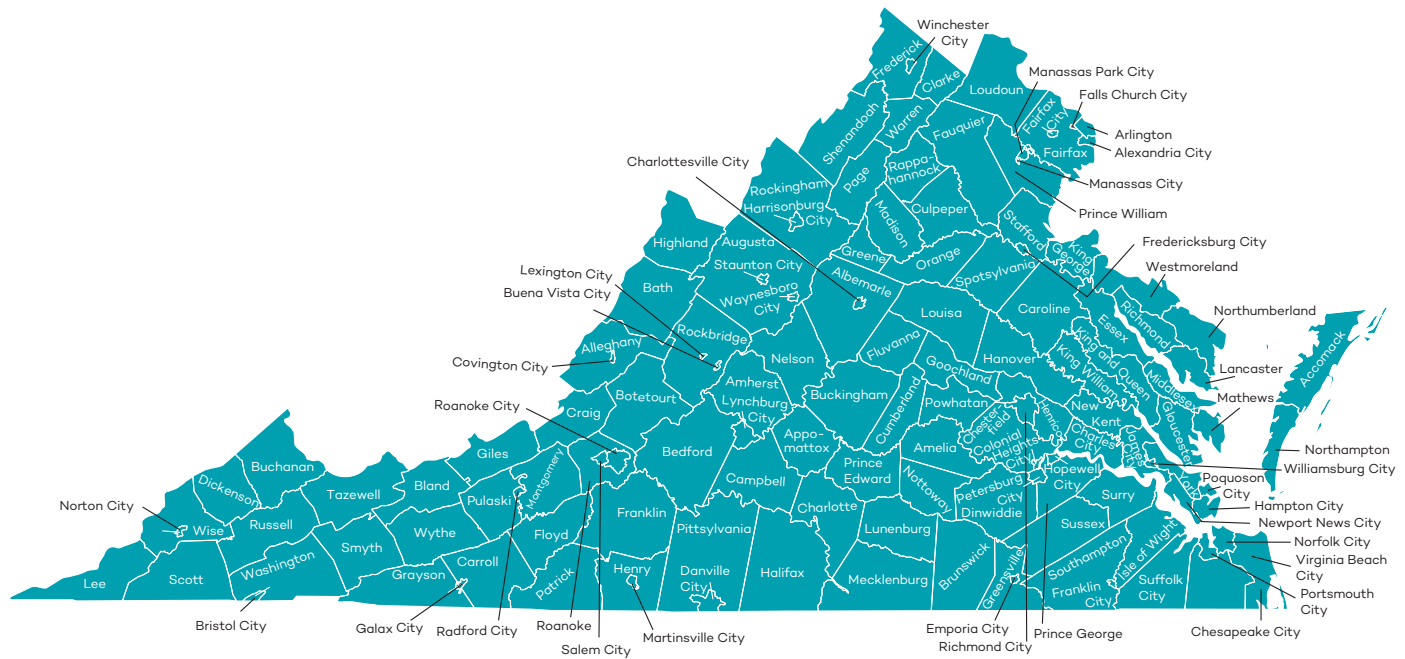 Winchester
City
Frederick
Clarke
Loudoun
Manassas Park City
Falls Church City
Fairfax
City
Arlington
Alexandria City
Fairfax
Manassas City
Prince William
Shenandoah
Warren
Fauquier
Charlottesville City
Page
Rappa-
hannock
Rockingham
Harrisonburg
City
Madison
Culpeper
Stafford
King
George
Fredericksburg City
Westmoreland
Highland
Augusta
Greene
Orange
Staunton City
Lexington City
Buena Vista City
Bath
Waynesboro
City
Albemarle
Spotsylvania
Louisa
Caroline
Richmond
Essex
Northumberland
Rockbridge
Alleghany
Covington City
Nelson
Fluvanna
Hanover
King and Queen
King William
Lancaster
Accomack
Goochland
Middlesex
Mathews
Roanoke City
Craig
Botetourt
Amherst
Lynchburg
City
Buckingham
Cumberland
Powhatan
Chester
field
Henrico
New
Kent
Charles
City
James
City
Gloucester
Buchanan
Giles
Montgomery
Bedford
Appo-
mattox
Amelia
Colonial
Heights
City
Northampton
Williamsburg City
Dickenson
Tazewell
Bland
Pulaski
Campbell
Prince
Edward
Nottoway
Petersburg
City
Dinwiddie
Hopewell
City
York
Poquoson
City
Hampton City
Newport News City
Norton City
Wise
Russell
Wythe
Floyd
Franklin
Pittsylvania
Charlotte
Lunenburg
Surry
Sussex
Isle of Wight
Norfolk City
Virginia Beach
City
Lee
Scott
Washington
Smyth
Grayson
Carroll
Patrick
Henry
Danville
City
Halifax
Mecklenburg
Brunswick
Greensville
Southampton
Franklin
City
Suffolk
City
Portsmouth
City
Bristol City
Galax City
Radford City
Roanoke
Salem City
Martinsville City
Emporia City
Richmond City
Prince George
Chesapeake City